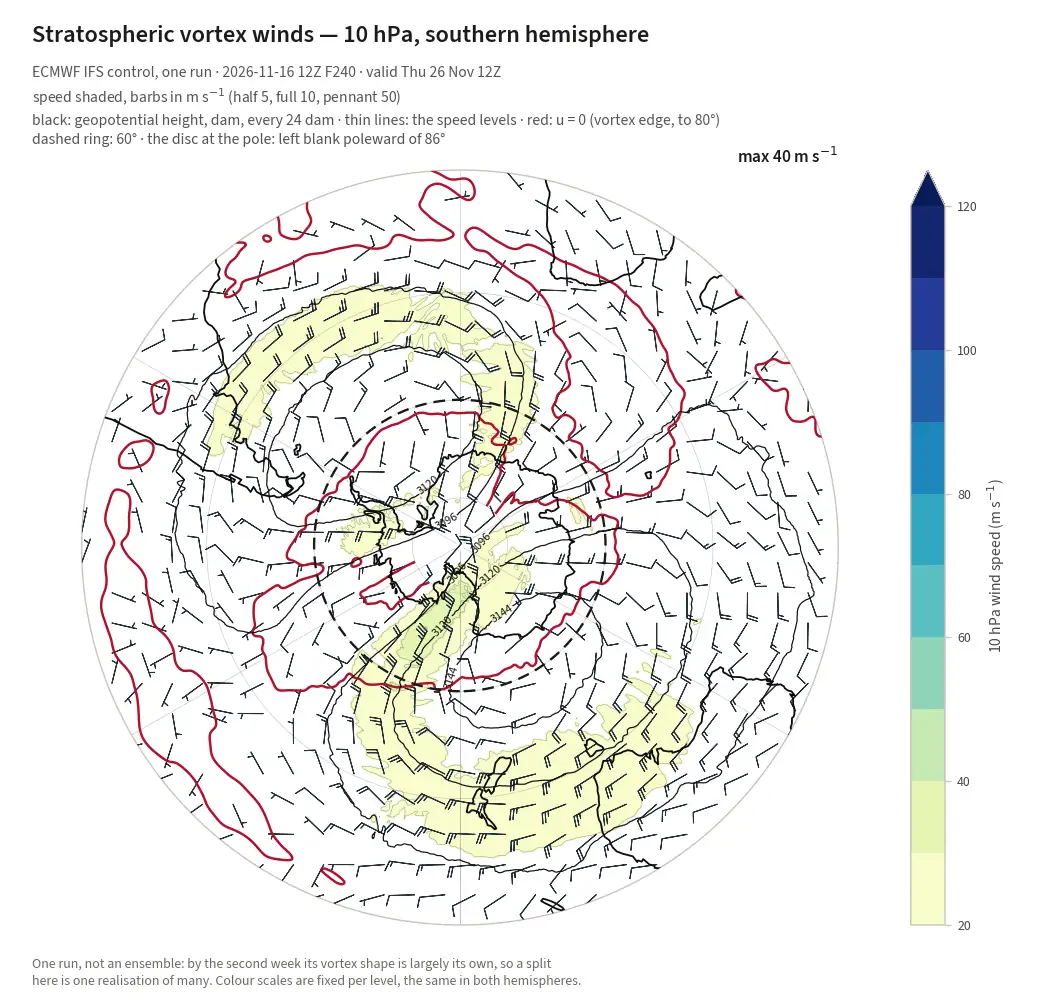 Stratospheric vortex winds — 10 hPa, southern hemisphere
ECMWF IFS control, one run · 2026-11-16 12Z F240 · valid Thu 26 Nov 12Z
speed shaded, barbs in m s⁻¹ (half 5, full 10, pennant 50)
black: geopotential height, dam, every 24 dam · thin lines: the speed levels · red: u = 0 (vortex edge, to 80°)
dashed ring: 60° · the disc at the pole: left blank poleward of 86°
max 40 m s⁻¹
120
100
80
60
40
20
10 hPa wind speed (m s⁻¹)
3120
3096
3096
3120
3144
3144
One run, not an ensemble: by the second week its vortex shape is largely its own, so a split
here is one realisation of many. Colour scales are fixed per level, the same in both hemispheres.